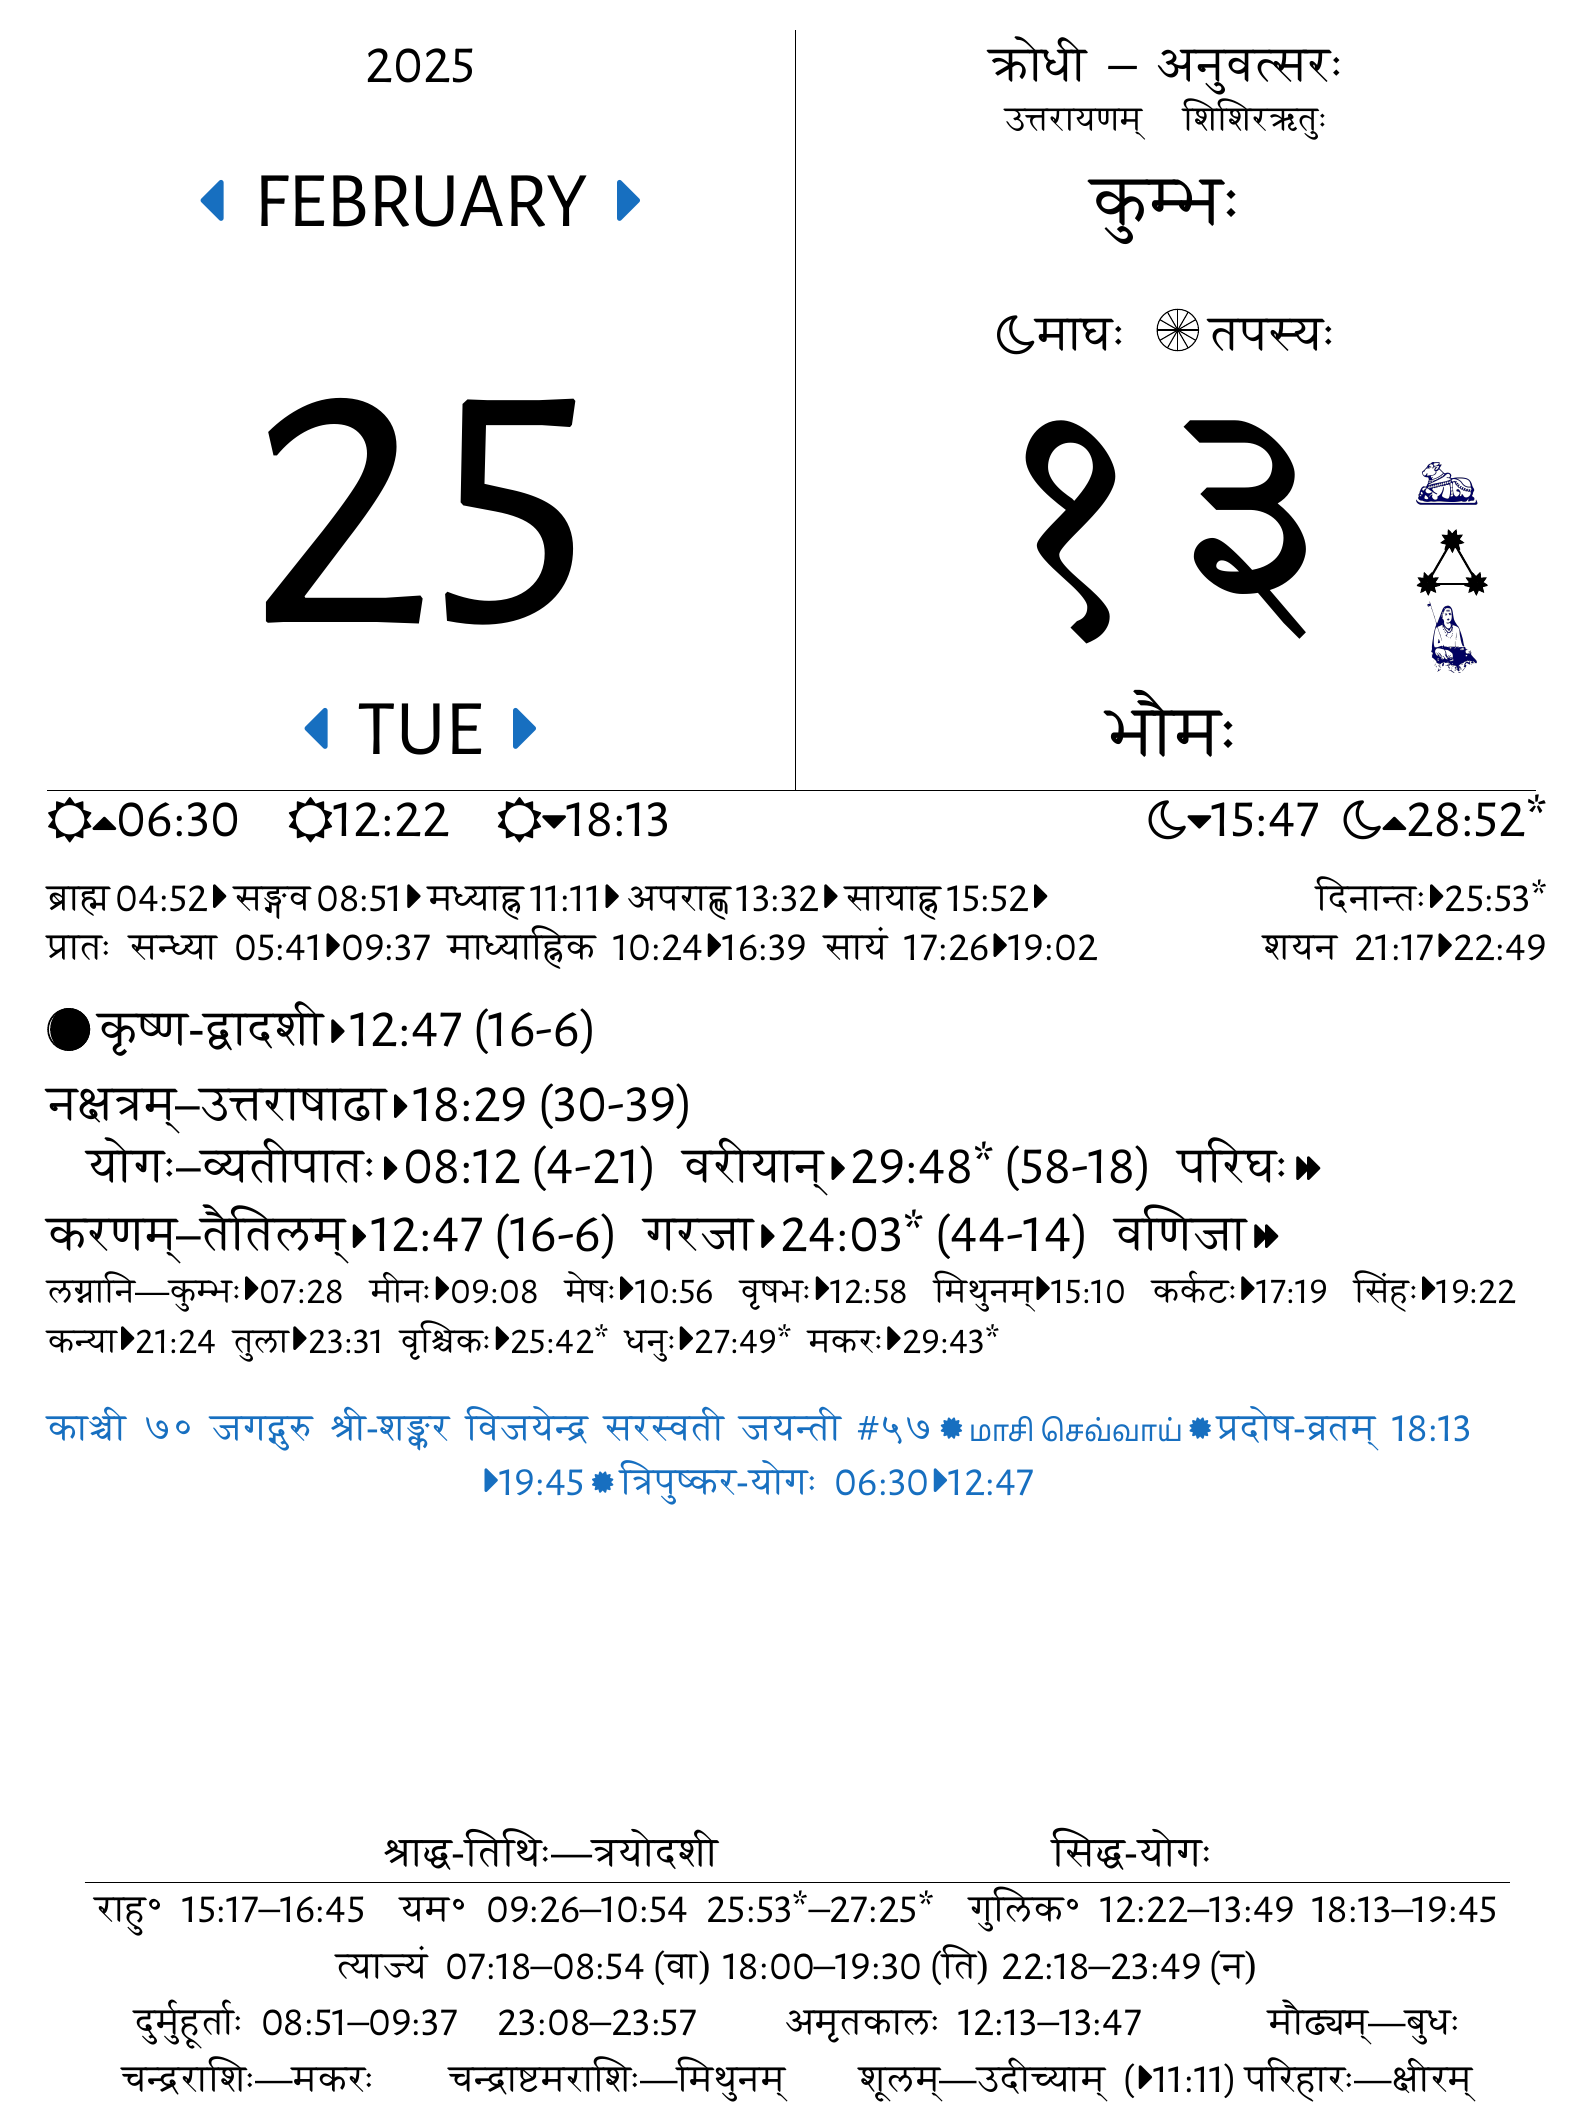 2025
FEBRUARY
25
TUE
क्रोधी – अनुवत्सरः
उत्तरायणम् शिशिरऋतुः
कुम्भः
माघः तपस्यः
१३
भौमः
06:30 12:22 18:13 15:47 28:52*
ब्राह्म 04:52 सङ्गव 08:51 मध्याह्न 11:11 अपराह्ण 13:32 सायाह्न 15:52 दिनान्तः 25:53*
प्रातः सन्ध्या 05:41 09:37 माध्याह्निक 10:24 16:39 सायं 17:26 19:02 शयन 21:17 22:49
कृष्ण-द्वादशी 12:47 (16-6)
नक्षत्रम्–उत्तराषाढा 18:29 (30-39)
योगः–व्यतीपातः 08:12 (4-21) वरीयान् 29:48* (58-18) परिघः
करणम्–तैतिलम् 12:47 (16-6) गरजा 24:03* (44-14) वणिजा
लग्नानि—कुम्भः 07:28 मीनः 09:08 मेषः 10:56 वृषभः 12:58 मिथुनम् 15:10 कर्कटः 17:19 सिंहः 19:22
कन्या 21:24 तुला 23:31 वृश्चिकः 25:42* धनुः 27:49* मकरः 29:43*
काञ्ची ७० जगद्गुरु श्री-शङ्कर विजयेन्द्र सरस्वती जयन्ती #५७ மாசி செவ்வாய் प्रदोष-व्रतम् 18:13
19:45 त्रिपुष्कर-योगः 06:30 12:47
श्राद्ध-तिथिः—त्रयोदशी सिद्ध-योगः
राहु॰ 15:17–16:45 यम॰ 09:26–10:54 25:53*–27:25* गुलिक॰ 12:22–13:49 18:13–19:45
त्याज्यं 07:18–08:54 (वा) 18:00–19:30 (ति) 22:18–23:49 (न)
दुर्मुहूर्ताः 08:51–09:37 23:08–23:57 अमृतकालः 12:13–13:47 मौढ्यम्—बुधः
चन्द्रराशिः—मकरः चन्द्राष्टमराशिः—मिथुनम् शूलम्—उदीच्याम् (11:11) परिहारः—क्षीरम्